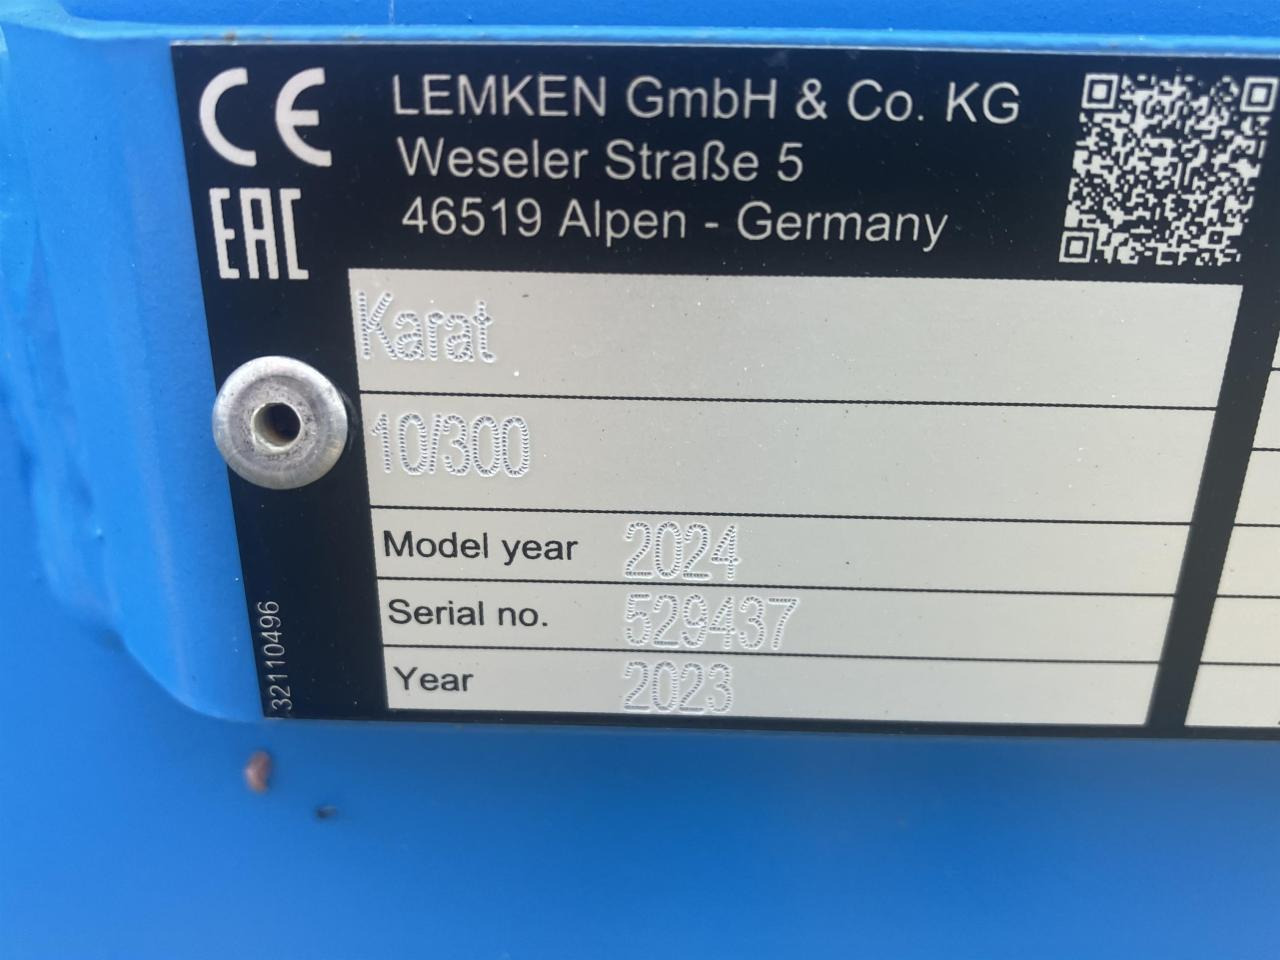 CE
EAC
LEMKEN GmbH & Co. KG
Weseler Straße 5
46519 Alpen - Germany
Karat
10/300
Model year 2024
Serial no. 529437
Year 2023
32110496